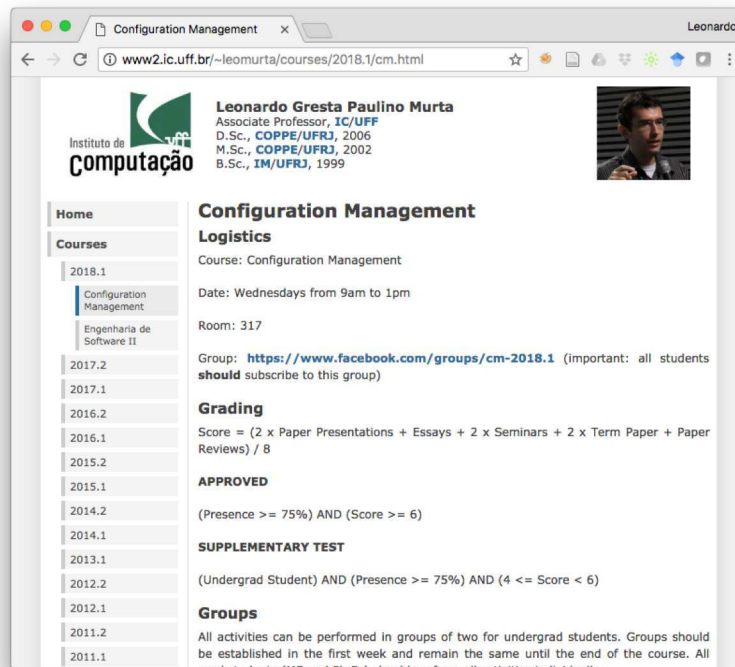 Configuration Management
Leonardo
www2.ic.uff.br/~leomurta/courses/2018.1/cm.html
Instituto de
computação
uff
Leonardo Gresta Paulino Murta
Associate Professor, IC/UFF
D.Sc., COPPE/UFRJ, 2006
M.Sc., COPPE/UFRJ, 2002
B.Sc., IM/UFRJ, 1999
Home
Courses
2018.1
Configuration
Management
Engenharia de
Software II
2017.2
2017.1
2016.2
2016.1
2015.2
2015.1
2014.2
2014.1
2013.1
2012.2
2012.1
2011.2
2011.1
Configuration Management
Logistics
Course: Configuration Management
Date: Wednesdays from 9am to 1pm
Room: 317
Group: https://www.facebook.com/groups/cm-2018.1 (important: all students
should subscribe to this group)
Grading
Score = (2 x Paper Presentations + Essays + 2 x Seminars + 2 x Term Paper + Paper
Reviews) / 8
APPROVED
(Presence >= 75%) AND (Score >= 6)
SUPPLEMENTARY TEST
(Undergrad Student) AND (Presence >= 75%) AND (4 <= Score < 6)
Groups
All activities can be performed in groups of two for undergrad students. Groups should
be established in the first week and remain the same until the end of the course. All